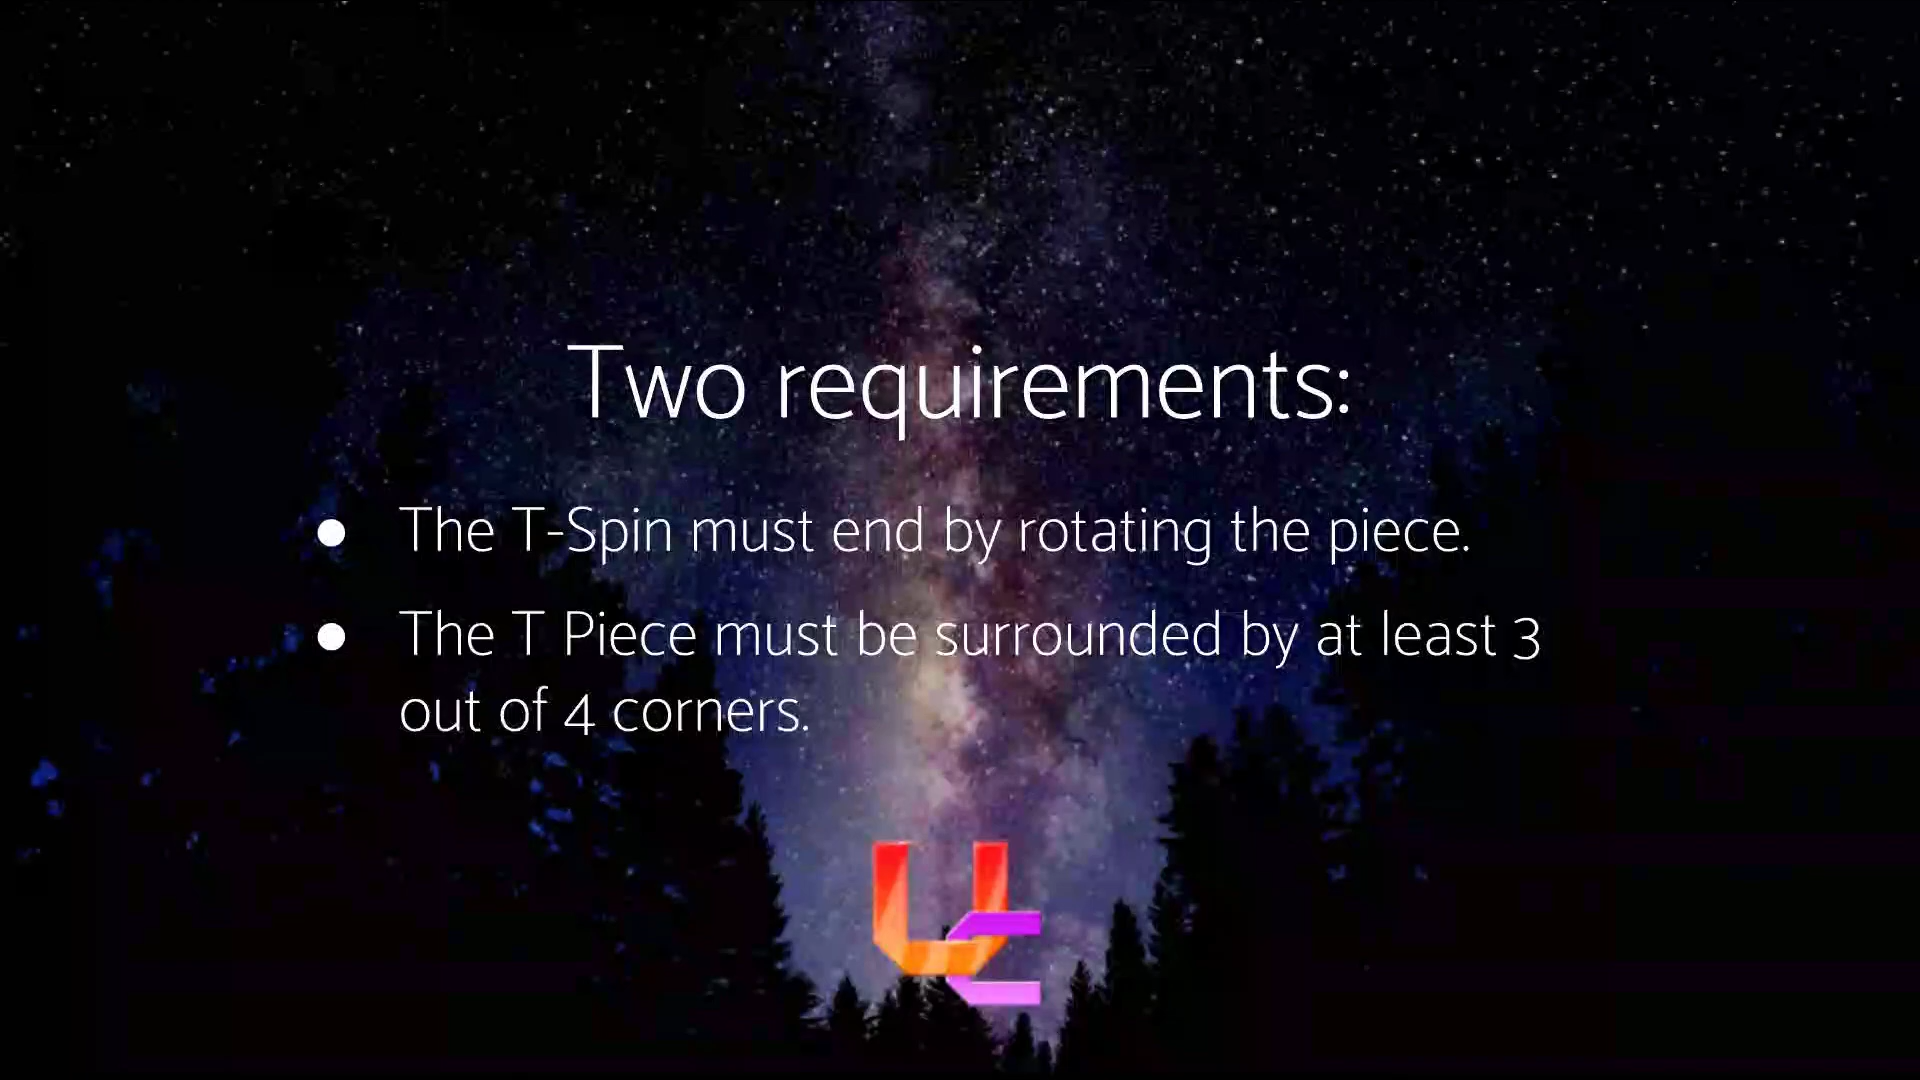 Two requirements:
● The T-Spin must end by rotating the piece.
● The T Piece must be surrounded by at least 3
out of 4 corners.
UC